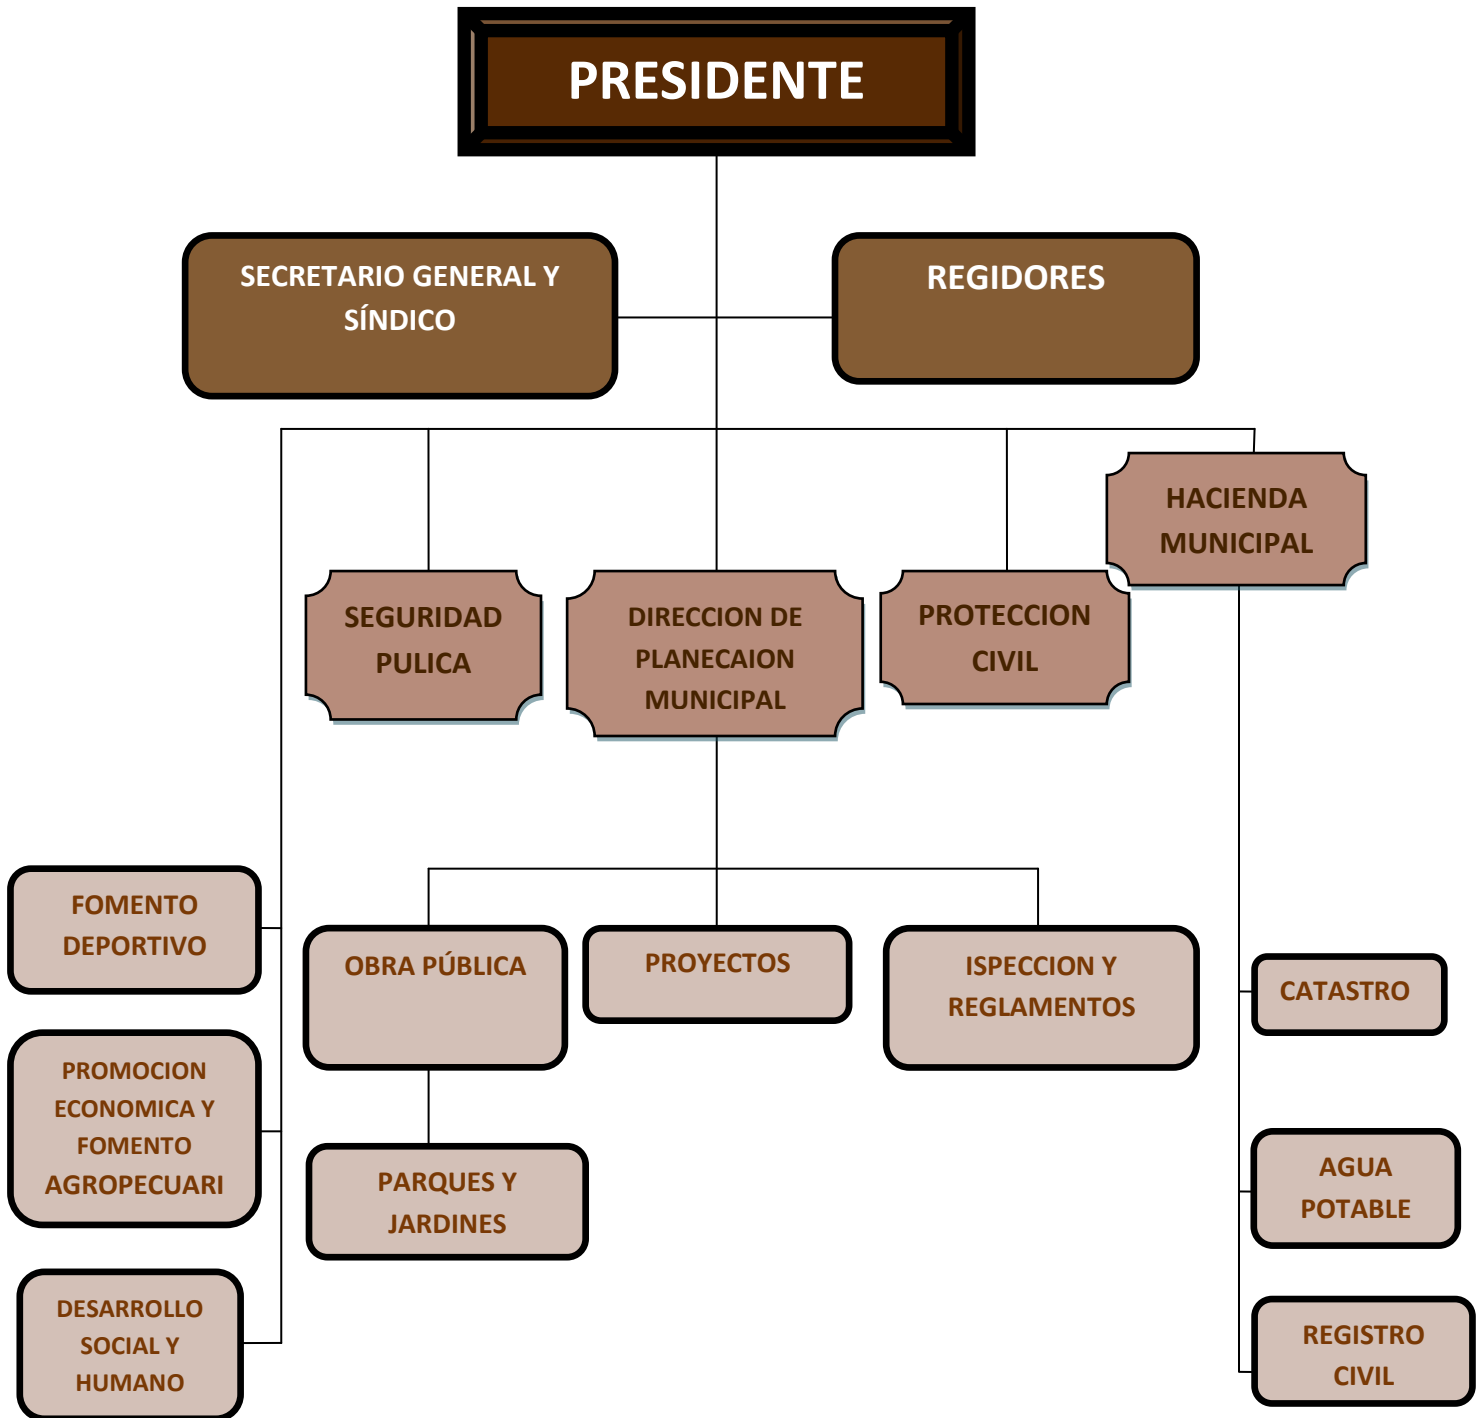 PRESIDENTE
SECRETARIO GENERAL Y
SÍNDICO
REGIDORES
HACIENDA
MUNICIPAL
SEGURIDAD
PULICA
DIRECCION DE
PLANECAION
MUNICIPAL
PROTECCION
CIVIL
FOMENTO
DEPORTIVO
OBRA PÚBLICA
PROYECTOS
ISPECCION Y
REGLAMENTOS
CATASTRO
PROMOCION
ECONOMICA Y
FOMENTO
AGROPECUARI
PARQUES Y
JARDINES
AGUA
POTABLE
DESARROLLO
SOCIAL Y
HUMANO
REGISTRO
CIVIL